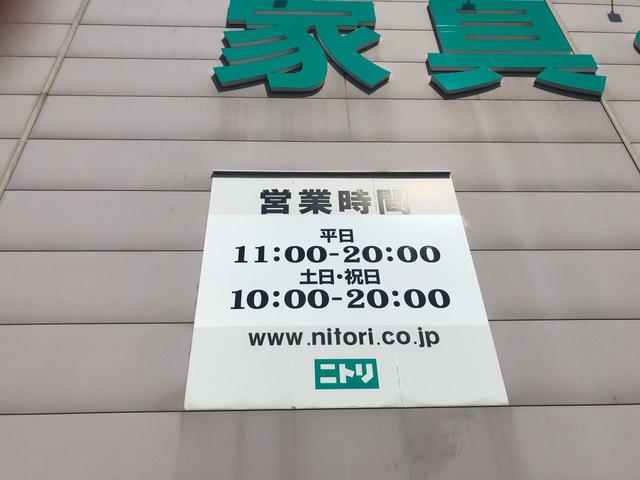 家具
営業時間
平日
11:00-20:00
土日・祝日
10:00-20:00
www.nitori.co.jp
ニトリ